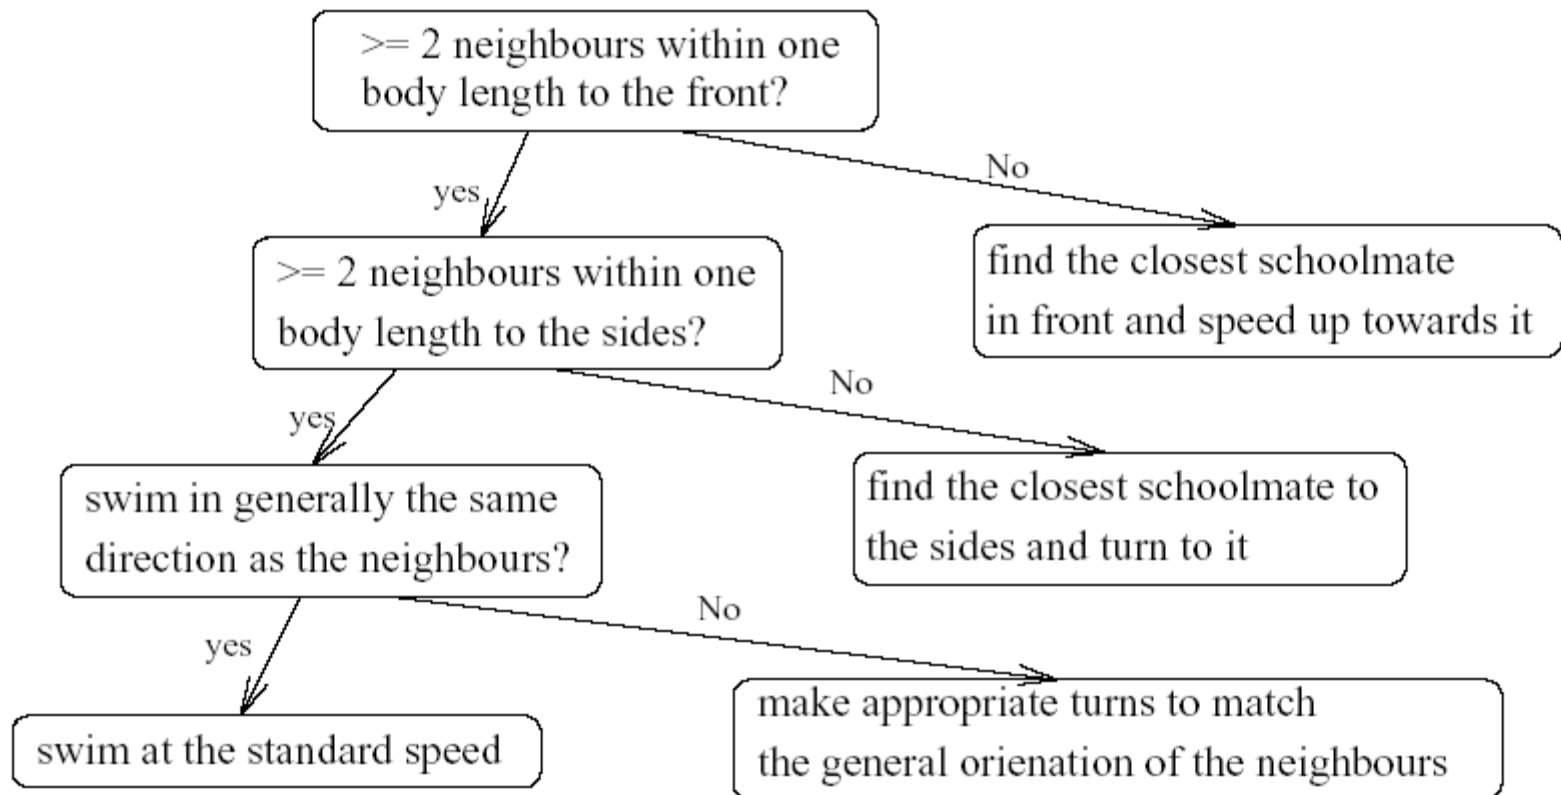 >= 2 neighbours within one
body length to the front?
yes
No
>= 2 neighbours within one
body length to the sides?
find the closest schoolmate
in front and speed up towards it
yes
No
swim in generally the same
direction as the neighbours?
find the closest schoolmate to
the sides and turn to it
yes
No
swim at the standard speed
make appropriate turns to match
the general orienation of the neighbours